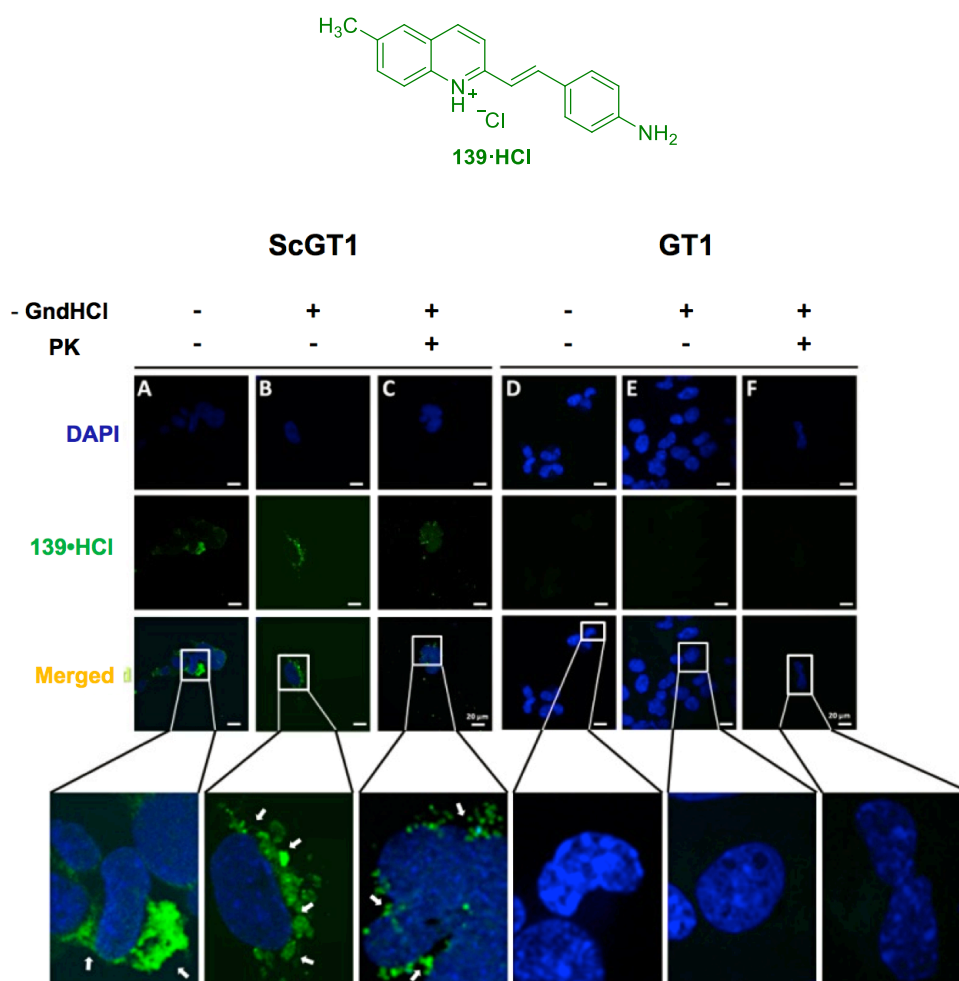 H₃C
N
H
+
−Cl
NH₂
139·HCl
ScGT1 GT1
- GndHCl - + + - + +
PK - - + - - +
A B C D E F
DAPI
139•HCl
Merged
20 μm 20 μm